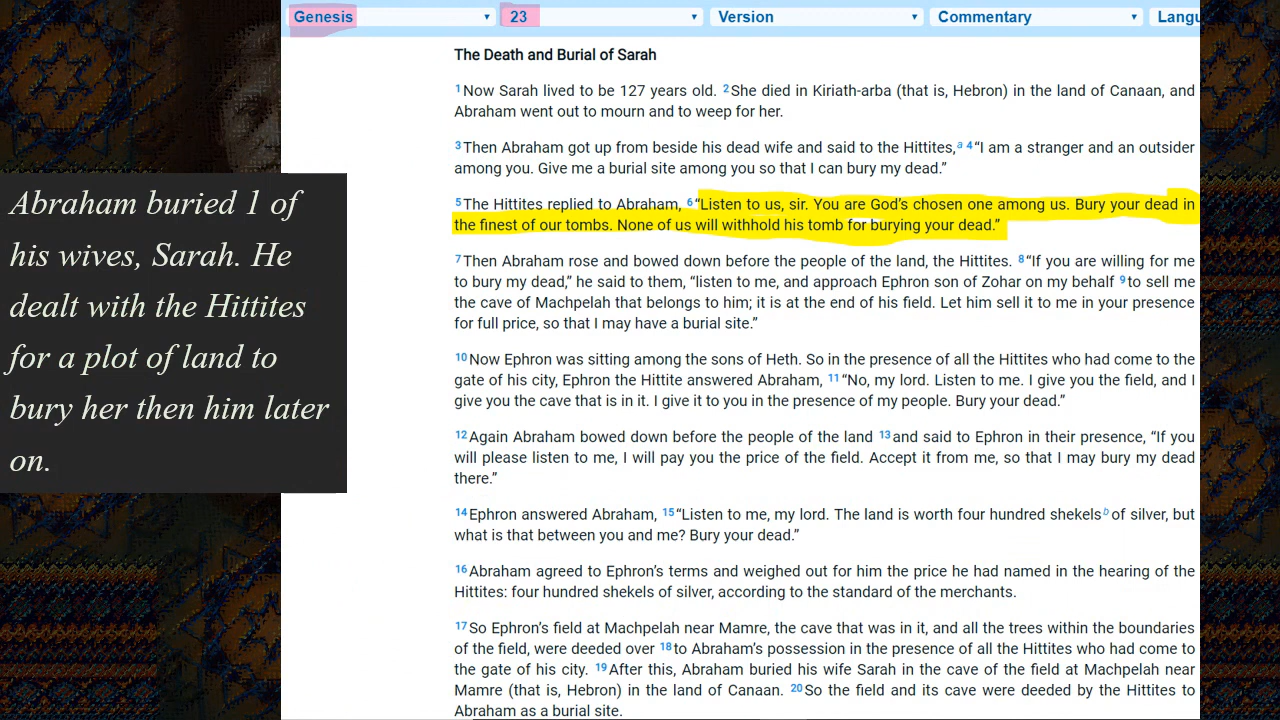 Genesis 23 Version Commentary Langu
The Death and Burial of Sarah
1Now Sarah lived to be 127 years old. 2She died in Kiriath-arba (that is, Hebron) in the land of Canaan, and
Abraham went out to mourn and to weep for her.
3Then Abraham got up from beside his dead wife and said to the Hittites,a 4“I am a stranger and an outsider
among you. Give me a burial site among you so that I can bury my dead.”
5The Hittites replied to Abraham, 6“Listen to us, sir. You are God’s chosen one among us. Bury your dead in
the finest of our tombs. None of us will withhold his tomb for burying your dead.”
7Then Abraham rose and bowed down before the people of the land, the Hittites. 8“If you are willing for me
to bury my dead,” he said to them, “listen to me, and approach Ephron son of Zohar on my behalf 9to sell me
the cave of Machpelah that belongs to him; it is at the end of his field. Let him sell it to me in your presence
for full price, so that I may have a burial site.”
10Now Ephron was sitting among the sons of Heth. So in the presence of all the Hittites who had come to the
gate of his city, Ephron the Hittite answered Abraham, 11“No, my lord. Listen to me. I give you the field, and I
give you the cave that is in it. I give it to you in the presence of my people. Bury your dead.”
12Again Abraham bowed down before the people of the land 13and said to Ephron in their presence, “If you
will please listen to me, I will pay you the price of the field. Accept it from me, so that I may bury my dead
there.”
14Ephron answered Abraham, 15“Listen to me, my lord. The land is worth four hundred shekelsb of silver, but
what is that between you and me? Bury your dead.”
16Abraham agreed to Ephron’s terms and weighed out for him the price he had named in the hearing of the
Hittites: four hundred shekels of silver, according to the standard of the merchants.
17So Ephron’s field at Machpelah near Mamre, the cave that was in it, and all the trees within the boundaries
of the field, were deeded over 18to Abraham’s possession in the presence of all the Hittites who had come to
the gate of his city. 19After this, Abraham buried his wife Sarah in the cave of the field at Machpelah near
Mamre (that is, Hebron) in the land of Canaan. 20So the field and its cave were deeded by the Hittites to
Abraham as a burial site.
Abraham buried 1 of
his wives, Sarah. He
dealt with the Hittites
for a plot of land to
bury her then him later
on.